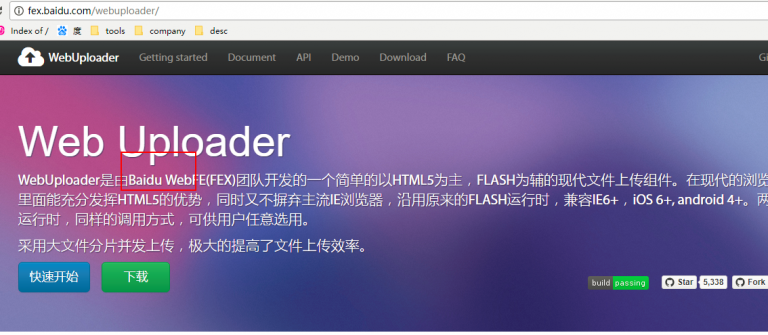 fex.baidu.com/webuploader/
Index of / 度 tools company desc
WebUploader Getting started Document API Demo Download FAQ
Web Uploader
WebUploader是由Baidu WebFE(FEX)团队开发的一个简单的以HTML5为主，FLASH为辅的现代文件上传组件。在现代的浏览
里面能充分发挥HTML5的优势，同时又不摒弃主流IE浏览器，沿用原来的FLASH运行时，兼容IE6+，iOS 6+, android 4+。两
运行时，同样的调用方式，可供用户任意选用。
采用大文件分片并发上传，极大的提高了文件上传效率。
快速开始 下载
build passing Star 5,338 Fork